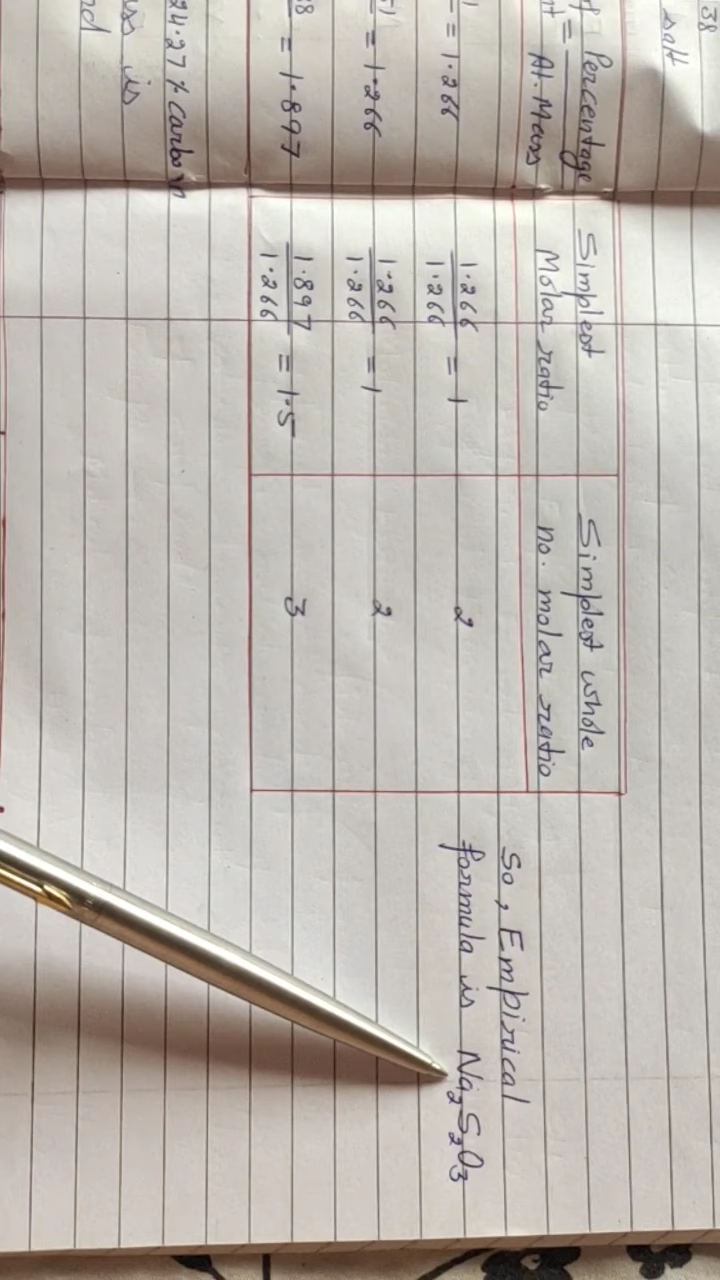 38
salt
Percentage
At. Mass
= 1.266
= 1.266
= 1.897
Simplest
Molar ratio
1.266
1.266 = 1
1.266
1.266 = 1
1.897
1.266 = 1.5
Simplest whole
no. molar ratio
2
2
3
So, Empirical
formula is Na2S2O3
24.27 % carbon
is